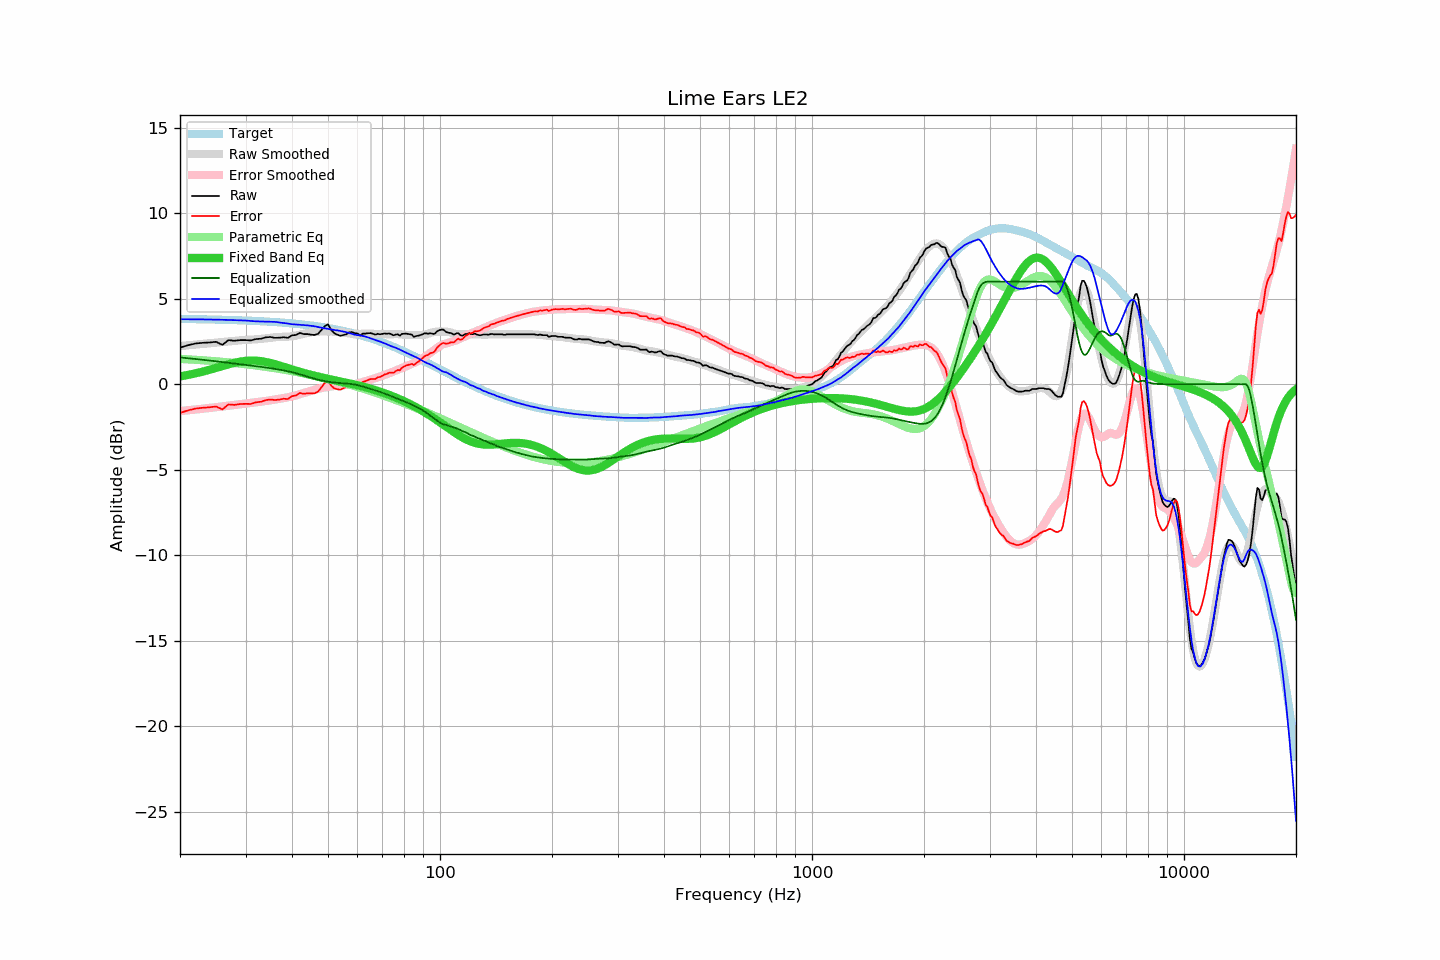 Lime Ears LE2
Target
Raw Smoothed
Error Smoothed
Raw
Error
Parametric Eq
Fixed Band Eq
Equalization
Equalized smoothed
15
10
5
0
−5
−10
−15
−20
−25
Amplitude (dBr)
100
1000
10000
Frequency (Hz)